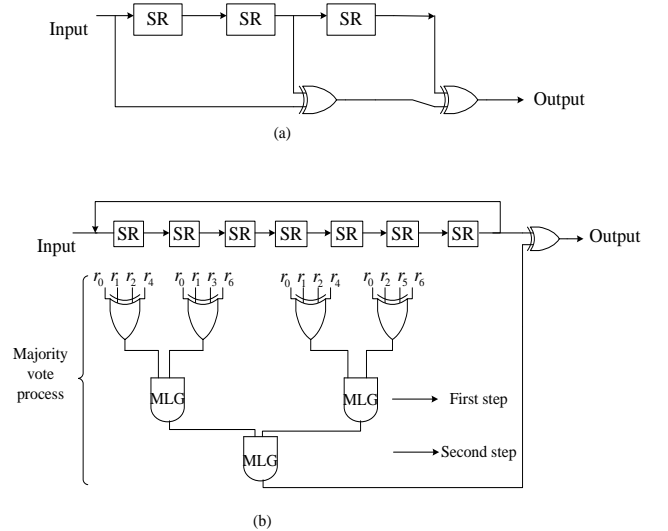 Input SR SR SR
Output
(a)
Input SR SR SR SR SR SR SR Output
r0 r1 r2 r4 r0 r1 r3 r6 r0 r1 r2 r4 r0 r2 r5 r6
Majority
vote
process
MLG MLG First step
MLG Second step
(b)